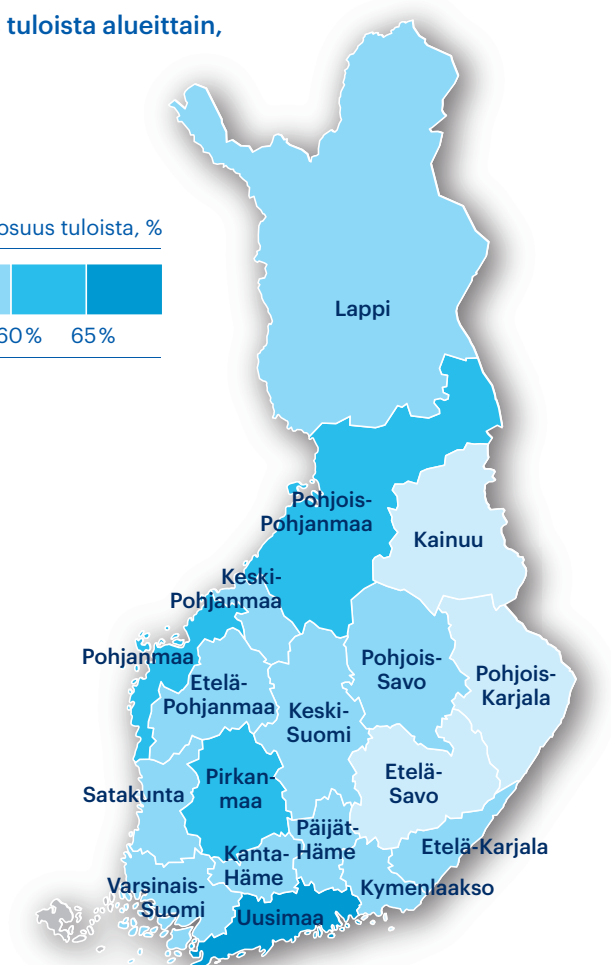 tuloista alueittain,
osuus tuloista, %
60% 65%
Lappi
Pohjois-
Pohjanmaa
Kainuu
Keski-
Pohjanmaa
Pohjanmaa
Etelä-
Pohjanmaa
Keski-
Suomi
Pohjois-
Savo
Pohjois-
Karjala
Satakunta
Pirkan-
maa
Etelä-
Savo
Päijät-
Häme
Etelä-Karjala
Kanta-
Häme
Kymenlaakso
Varsinais-
Suomi
Uusimaa